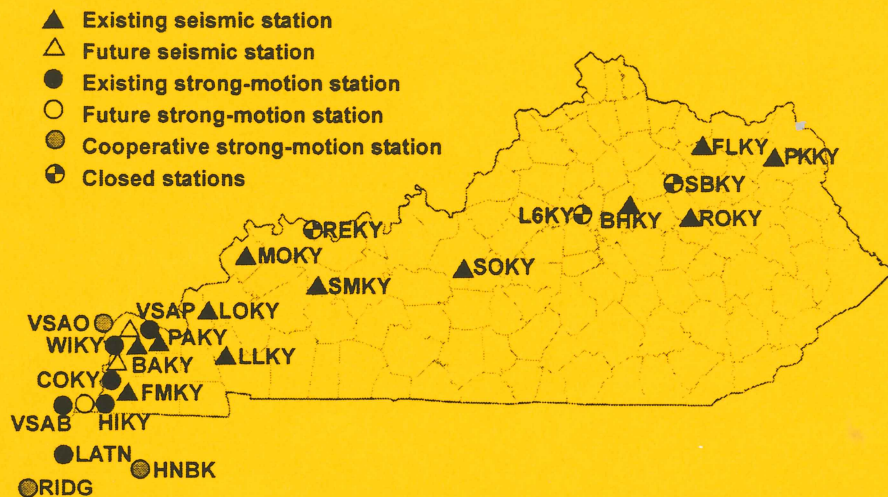 Existing seismic station
Future seismic station
Existing strong-motion station
Future strong-motion station
Cooperative strong-motion station
Closed stations
FLKY
PKKY
SBKY
L6KY
BHKY
ROKY
REKY
MOKY
SOKY
SMKY
VSAP
LOKY
VSAO
WIKY
PAKY
BAKY
LLKY
COKY
FMKY
VSAB
HIKY
LATN
HNBK
RIDG